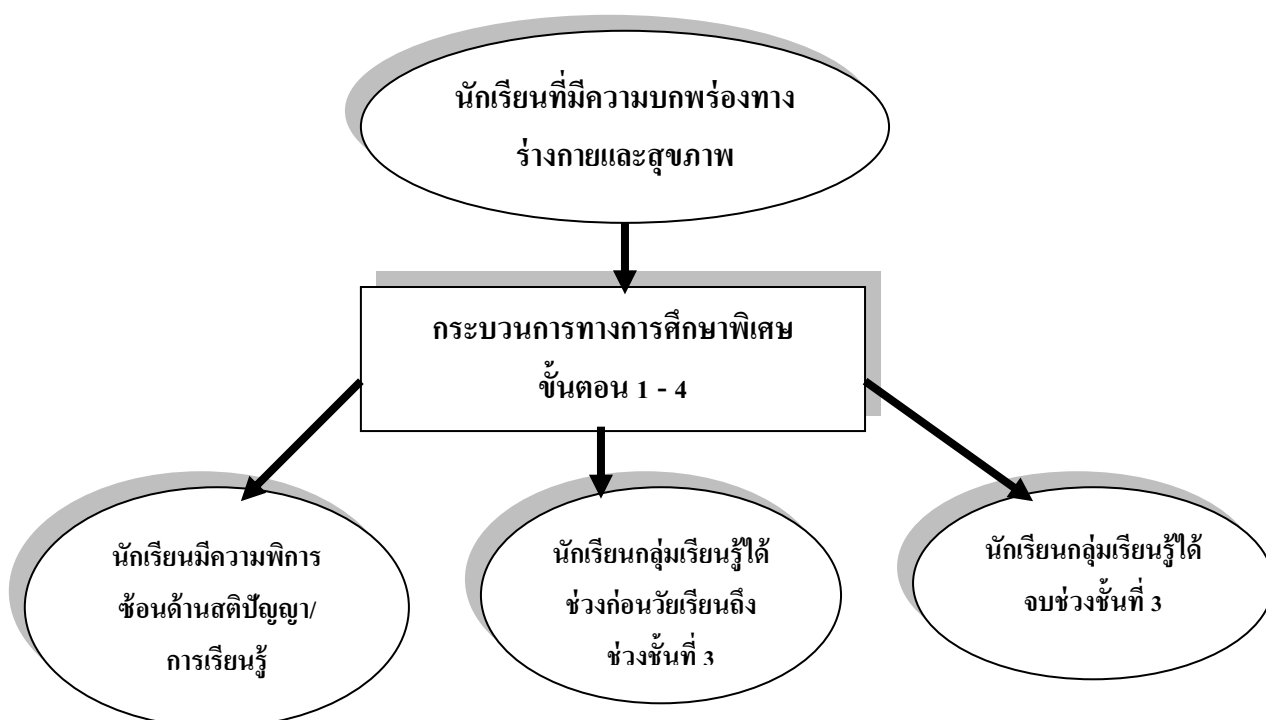 นักเรียนที่มีความบกพร่องทาง
ร่างกายและสุขภาพ
กระบวนการทางการศึกษาพิเศษ
ขั้นตอน 1 - 4
นักเรียนมีความพิการ
ซ้อนด้านสติปัญญา/
การเรียนรู้
นักเรียนกลุ่มเรียนรู้ได้
ช่วงก่อนวัยเรียนถึง
ช่วงชั้นที่ 3
นักเรียนกลุ่มเรียนรู้ได้
จบช่วงชั้นที่ 3